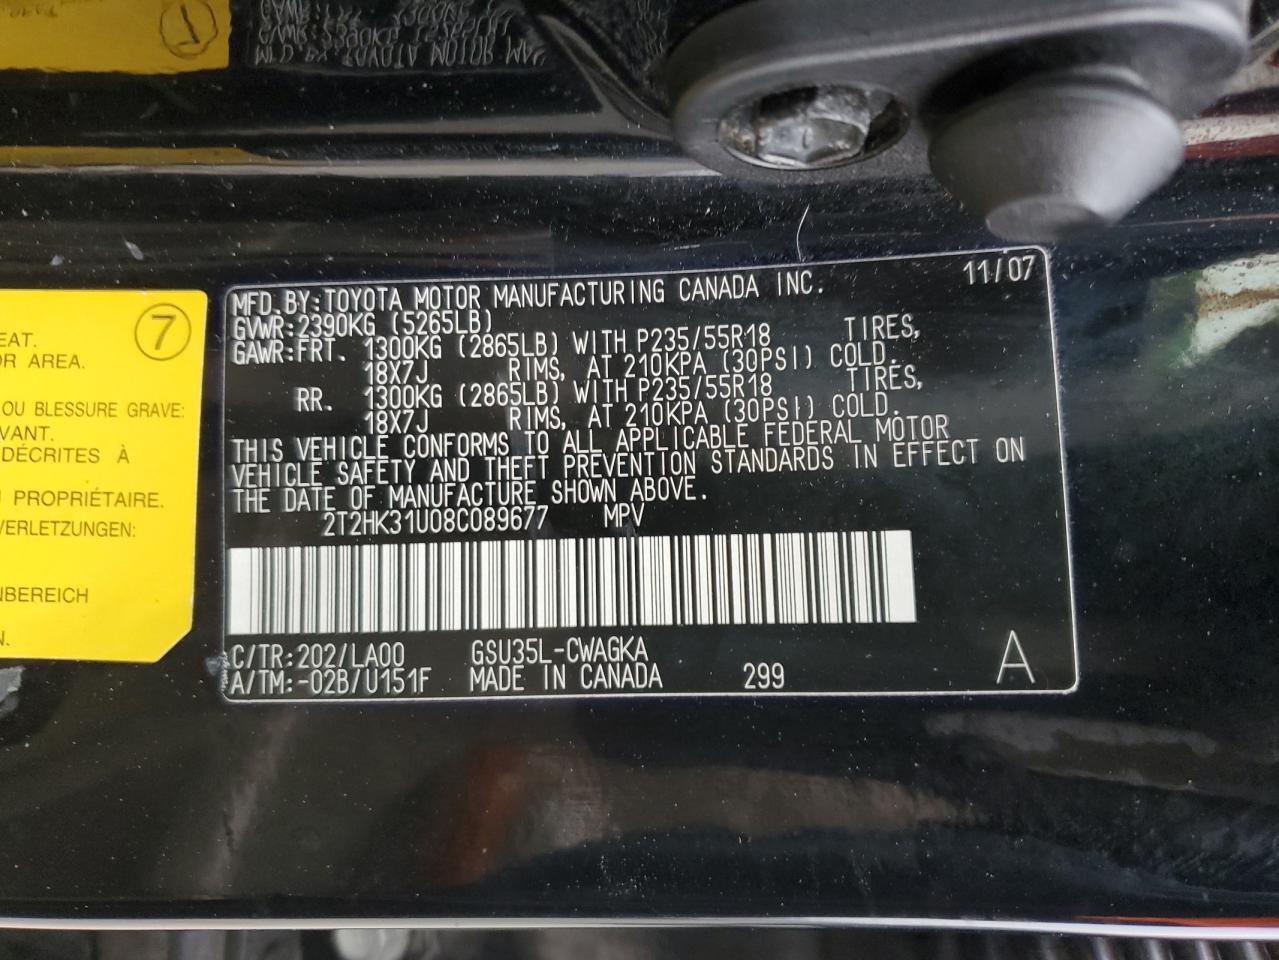 MFD.BY:TOYOTA MOTOR MANUFACTURING CANADA INC. 11/07
GVWR:2390KG (5265LB)
GAWR:FRT. 1300KG (2865LB) WITH P235/55R18 TIRES,
18X7J RIMS, AT 210KPA (30PSI) COLD.
RR. 1300KG (2865LB) WITH P235/55R18 TIRES,
18X7J RIMS, AT 210KPA (30PSI) COLD.
THIS VEHICLE CONFORMS TO ALL APPLICABLE FEDERAL MOTOR
VEHICLE SAFETY AND THEFT PREVENTION STANDARDS IN EFFECT ON
THE DATE OF MANUFACTURE SHOWN ABOVE.
2T2HK31U08C089677 MPV
C/TR:202/LA00 GSU35L-CWAGKA
A/TM:-02B/U151F MADE IN CANADA 299 A
7
EAT.
OR AREA.
OU BLESSURE GRAVE:
VANT.
DÉCRITES À
PROPRIÉTAIRE.
VERLETZUNGEN:
NBEREICH
N.